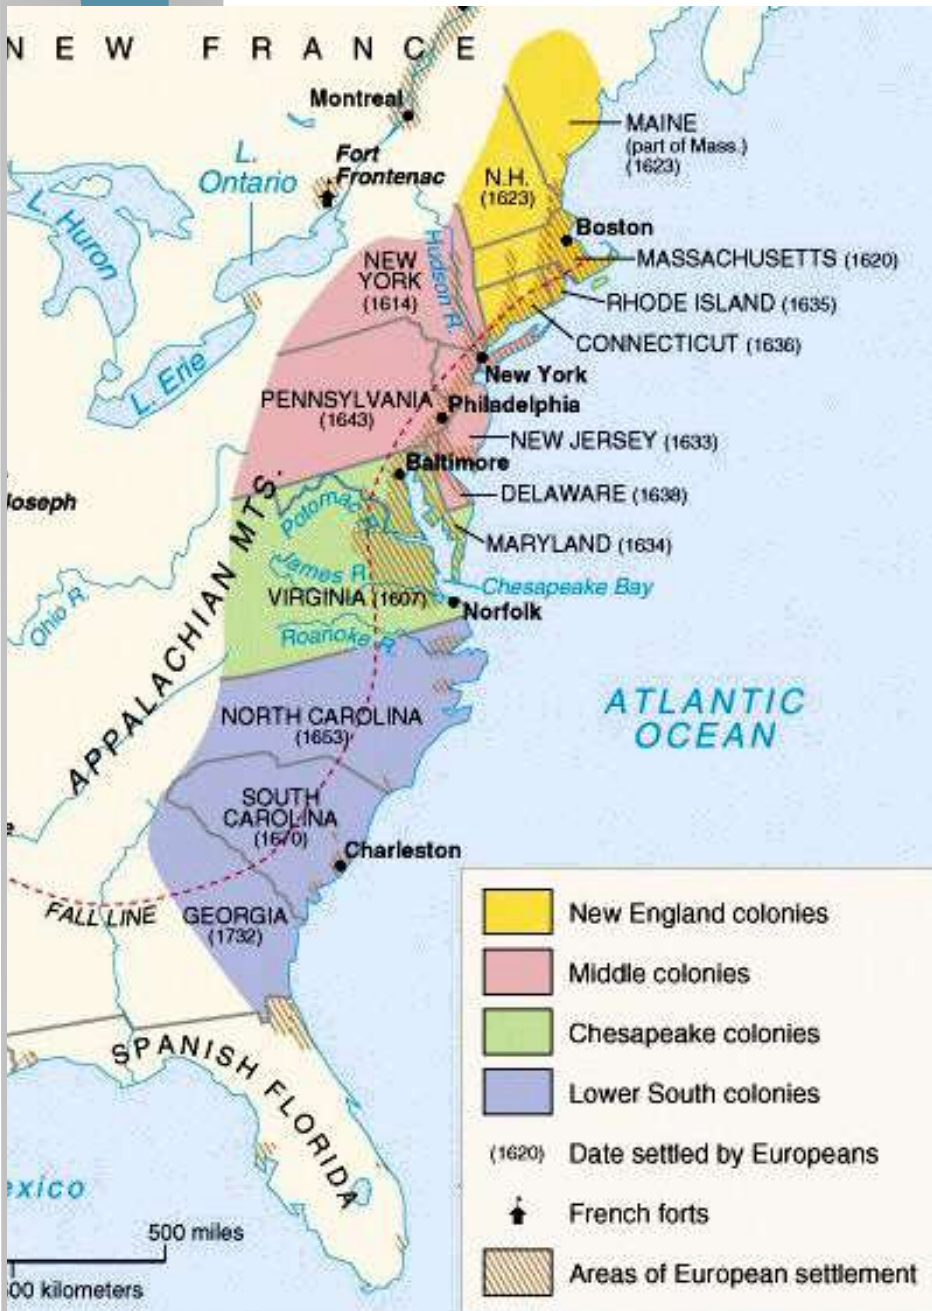 NEW FRANCE
Montreal
MAINE
(part of Mass.)
(1623)
L.
Ontario
Fort
Frontenac
N.H.
(1623)
L. Huron
Boston
Hudson R.
MASSACHUSETTS (1620)
NEW
YORK
(1614)
RHODE ISLAND (1635)
CONNECTICUT (1636)
L. Erie
New York
PENNSYLVANIA
(1643)
Philadelphia
NEW JERSEY (1633)
Baltimore
Joseph
DELAWARE (1638)
Potomac R.
MARYLAND (1634)
James R.
Chesapeake Bay
VIRGINIA (1607)
Norfolk
Ohio R.
Roanoke R.
APPALACHIAN MTS.
ATLANTIC
OCEAN
NORTH CAROLINA
(1653)
SOUTH
CAROLINA
(1670)
Charleston
FALL LINE
GEORGIA
(1732)
New England colonies
Middle colonies
Chesapeake colonies
Lower South colonies
(1620) Date settled by Europeans
French forts
Areas of European settlement
SPANISH FLORIDA
exico
500 miles
00 kilometers